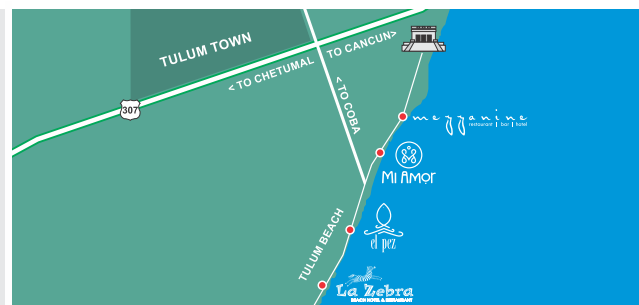 TULUM TOWN
< TO CHETUMAL
TO CANCUN>
307
< TO COBA
mezzanine
restaurant | bar | hotel
MI AMOR
el pez
TULUM BEACH
La Zebra
BEACH HOTEL & RESTAURANT